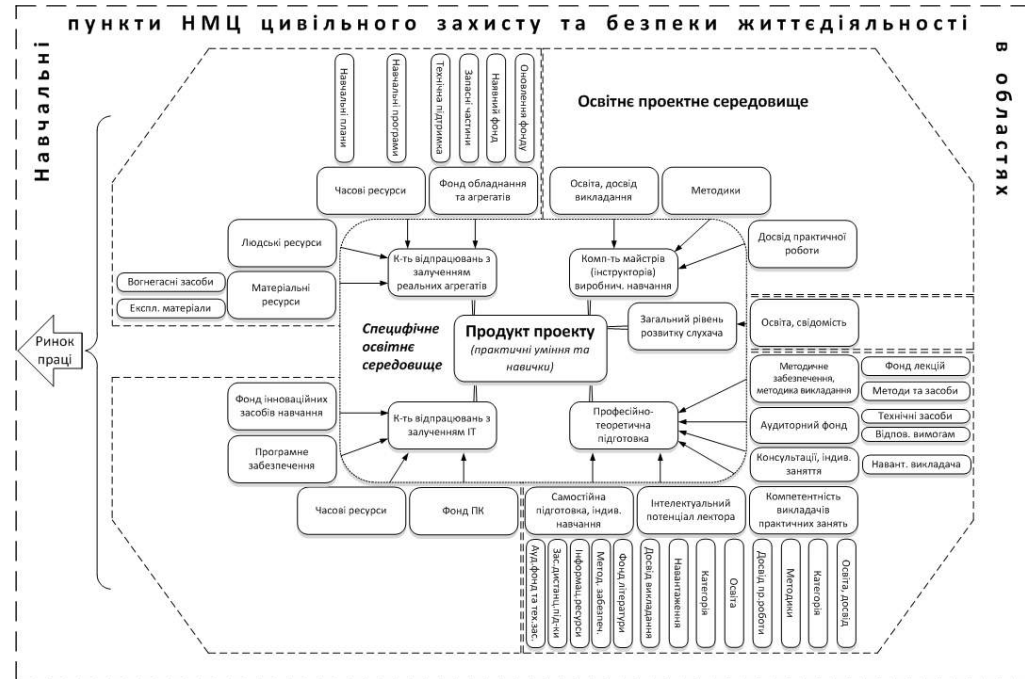 пункти НМЦ цивільного захисту та безпеки життєдіяльності
Навчальні
в областях
Навчальні плани
Навчальні програми
Технічна підтримка
Запасні частини
Наявний фонд
Оновлення фонду
Освітнє проектне середовище
Часові ресурси
Фонд обладнання
та агрегатів
Освіта, досвід
викладання
Методики
Людські ресурси
Досвід практичної
роботи
К-ть відпрацювань з
залученням
реальних агрегатів
Комп-ть майстрів
(інструкторів)
виробнич. навчання
Вогнегасні засоби
Експл. матеріали
Матеріальні
ресурси
Ринок
праці
Специфічне
освітнє
середовище
Продукт проекту
(практичні уміння та
навички)
Загальний рівень
розвитку слухача
Освіта, свідомість
Методичне
забезпечення,
методика викладання
Фонд лекцій
Методи та засоби
Фонд інноваційних
засобів навчання
К-ть відпрацювань з
залученням ІТ
Професійно-
теоретична
підготовка
Аудиторний фонд
Технічні засоби
Відпов. вимогам
Програмне
забезпечення
Консультації, індив.
заняття
Навант. викладача
Часові ресурси
Фонд ПК
Самостійна
підготовка, індив.
навчання
Інтелектуальний
потенціал лектора
Компетентність
викладачів
практичних занять
Ауд.фонд та тех.зас.
Зас.дистанц.під-ки
Інформац.ресурси
Метод. забезпеч.
Фонд літератури
Досвід викладання
Навантаження
Категорія
Освіта
Досвід пр.роботи
Методики
Категорія
Освіта, досвід